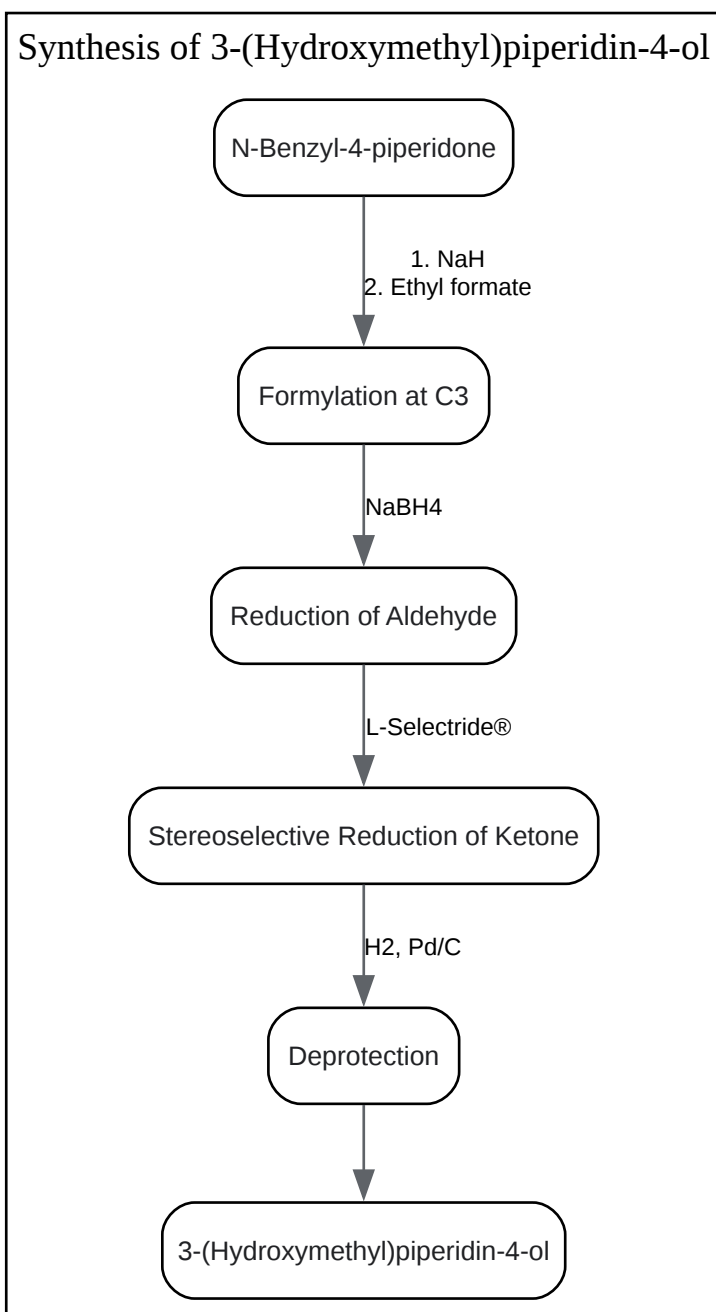 Synthesis of 3-(Hydroxymethyl)piperidin-4-ol
N-Benzyl-4-piperidone
1. NaH
2. Ethyl formate
Formylation at C3
NaBH4
Reduction of Aldehyde
L-Selectride®
Stereoselective Reduction of Ketone
H2, Pd/C
Deprotection
3-(Hydroxymethyl)piperidin-4-ol